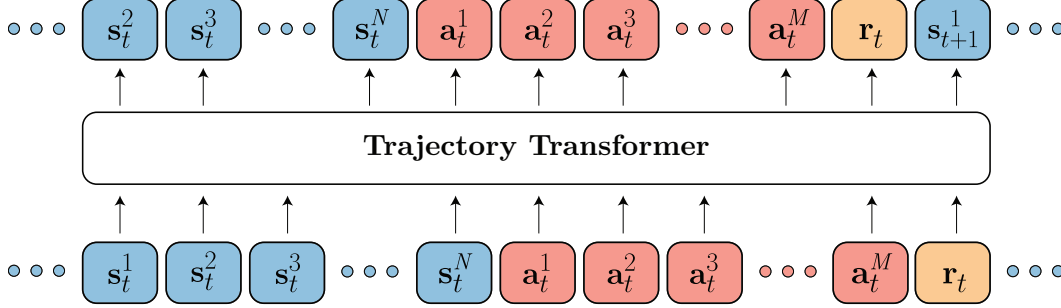 s_t^2 s_t^3 s_t^N a_t^1 a_t^2 a_t^3 a_t^M r_t s_{t+1}^1
Trajectory Transformer
s_t^1 s_t^2 s_t^3 s_t^N a_t^1 a_t^2 a_t^3 a_t^M r_t